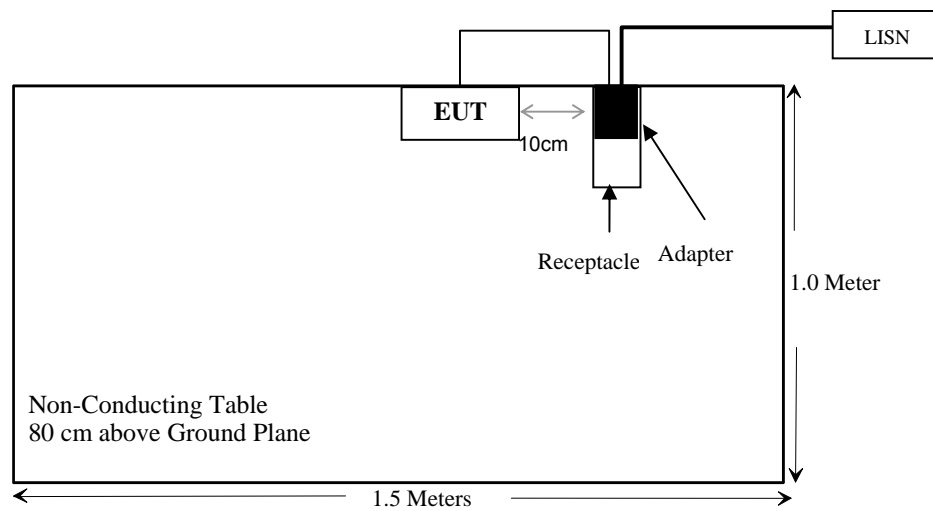 LISN
EUT
10cm
Receptacle
Adapter
1.0 Meter
Non-Conducting Table
80 cm above Ground Plane
1.5 Meters